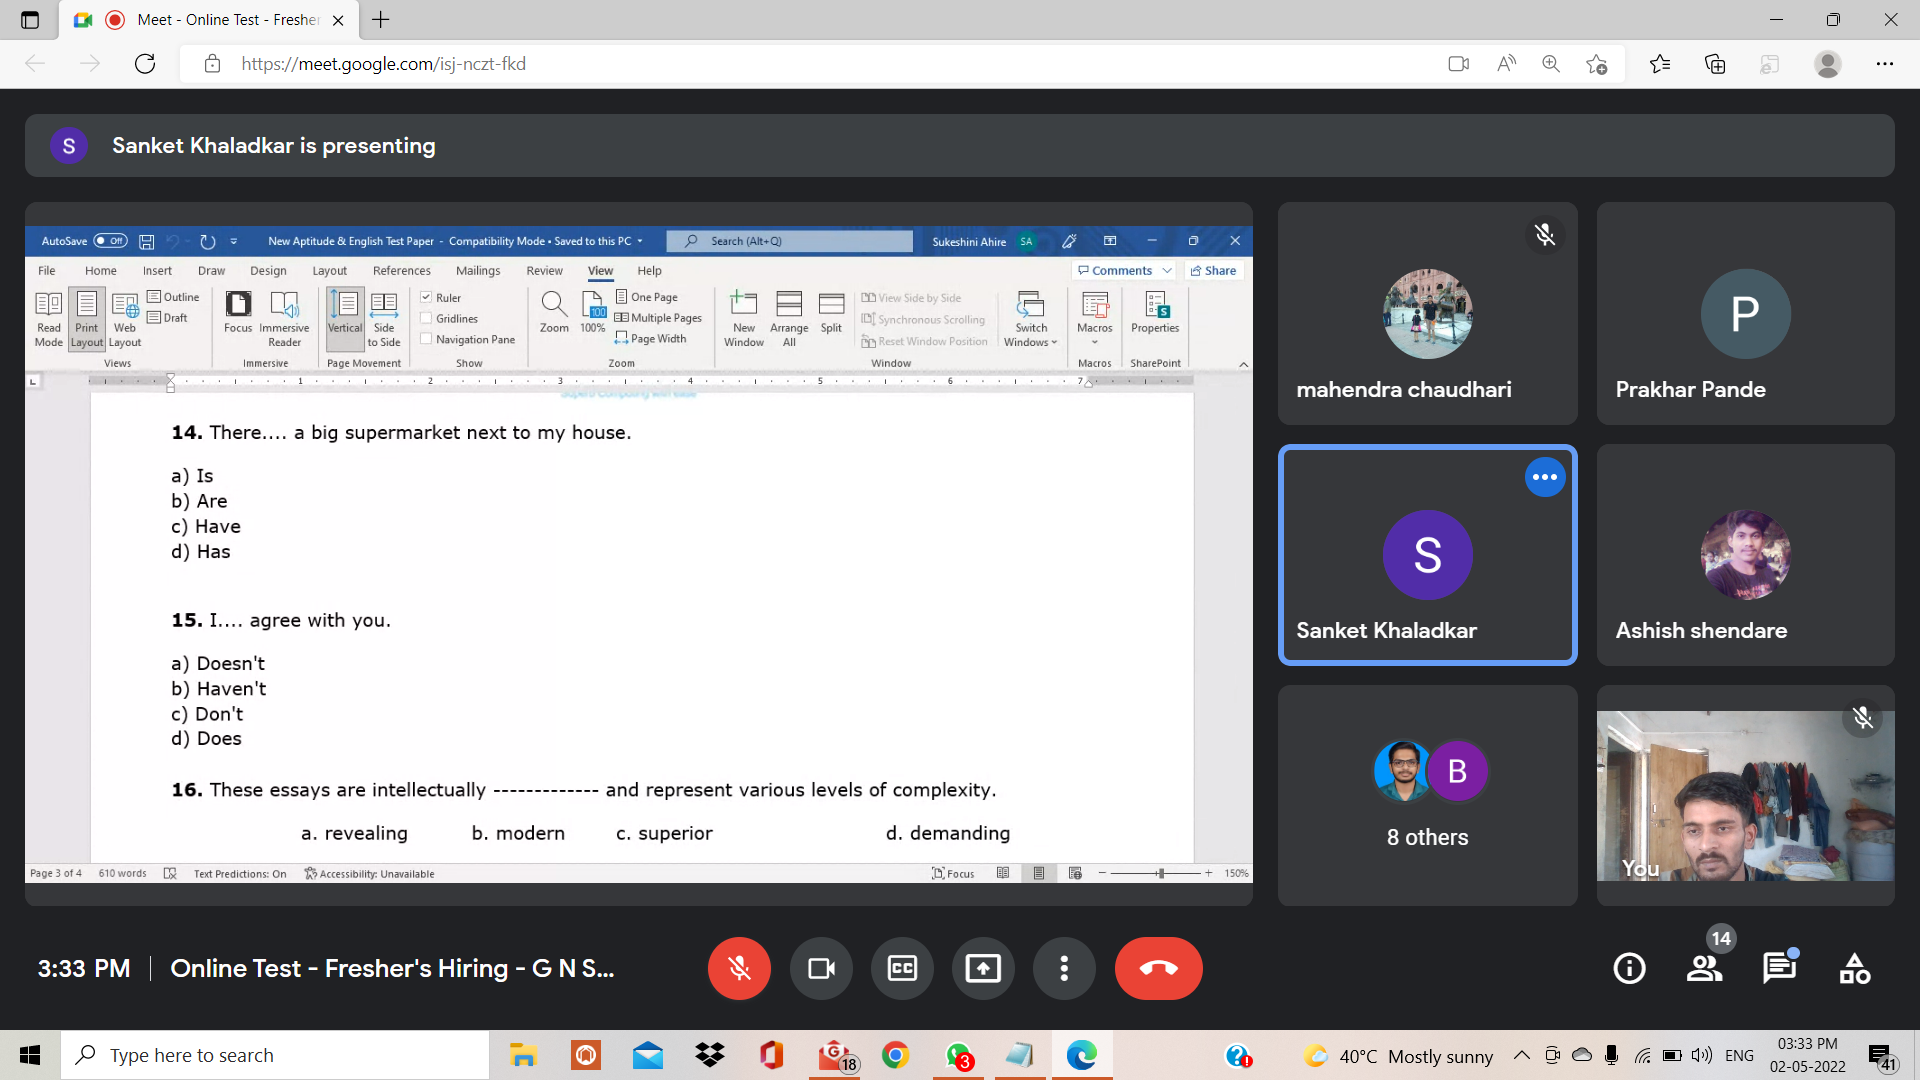 Meet - Online Test - Fresher
https://meet.google.com/isj-nczt-fkd
S Sanket Khaladkar is presenting
AutoSave Off New Aptitude & English Test Paper - Compatibility Mode • Saved to this PC Search (Alt+Q) Sukeshini Ahire SA
File Home Insert Draw Design Layout References Mailings Review View Help Comments Share
Read Mode
Print Layout
Web Layout
Outline
Draft
Views
Focus
Immersive Reader
Immersive
Vertical
Side to Side
Page Movement
Ruler
Gridlines
Navigation Pane
Show
Zoom
100
100%
One Page
Multiple Pages
Page Width
Zoom
New Window
Arrange All
Split
View Side by Side
Synchronous Scrolling
Reset Window Position
Switch Windows
Window
Macros
Macros
Properties
SharePoint
L 1 2 3 4 5 6 7
14. There.... a big supermarket next to my house.
a) Is
b) Are
c) Have
d) Has
15. I.... agree with you.
a) Doesn't
b) Haven't
c) Don't
d) Does
16. These essays are intellectually ------------- and represent various levels of complexity.
a. revealing b. modern c. superior d. demanding
Page 3 of 4 610 words Text Predictions: On Accessibility: Unavailable Focus 150%
mahendra chaudhari
P
Prakhar Pande
S
Sanket Khaladkar
Ashish shendare
B
8 others
You
3:33 PM | Online Test - Fresher's Hiring - G N S...
CC
14
Type here to search
18
3
40°C Mostly sunny
ENG
03:33 PM
02-05-2022
41